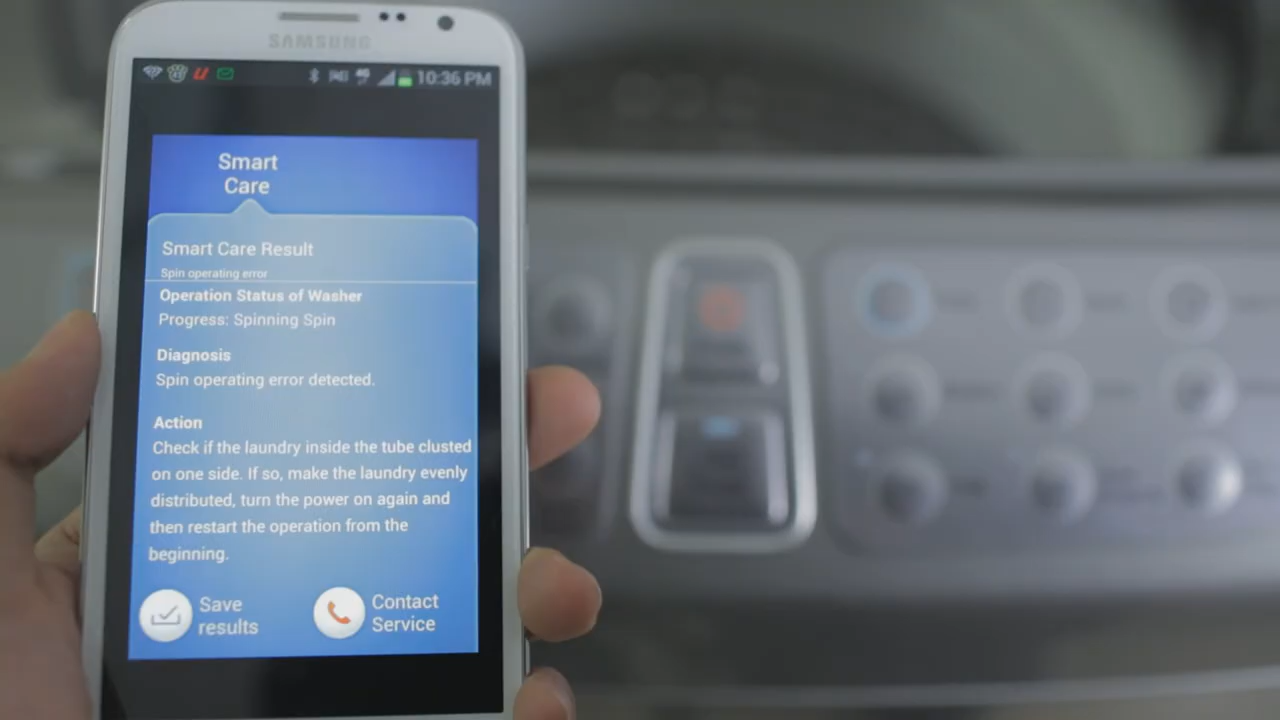 SAMSUNG
10:36 PM
Smart
Care
Smart Care Result
Spin operating error
Operation Status of Washer
Progress: Spinning Spin
Diagnosis
Spin operating error detected.
Action
Check if the laundry inside the tube clusted
on one side. If so, make the laundry evenly
distributed, turn the power on again and
then restart the operation from the
beginning.
Save
results
Contact
Service